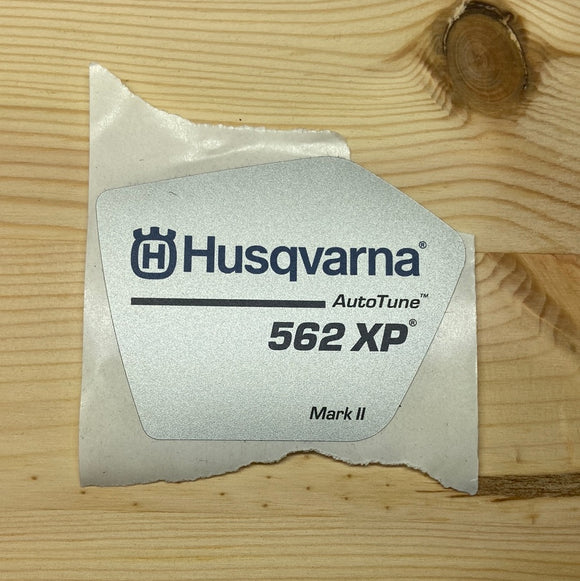 H Husqvarna®
AutoTune™
562 XP®
Mark II